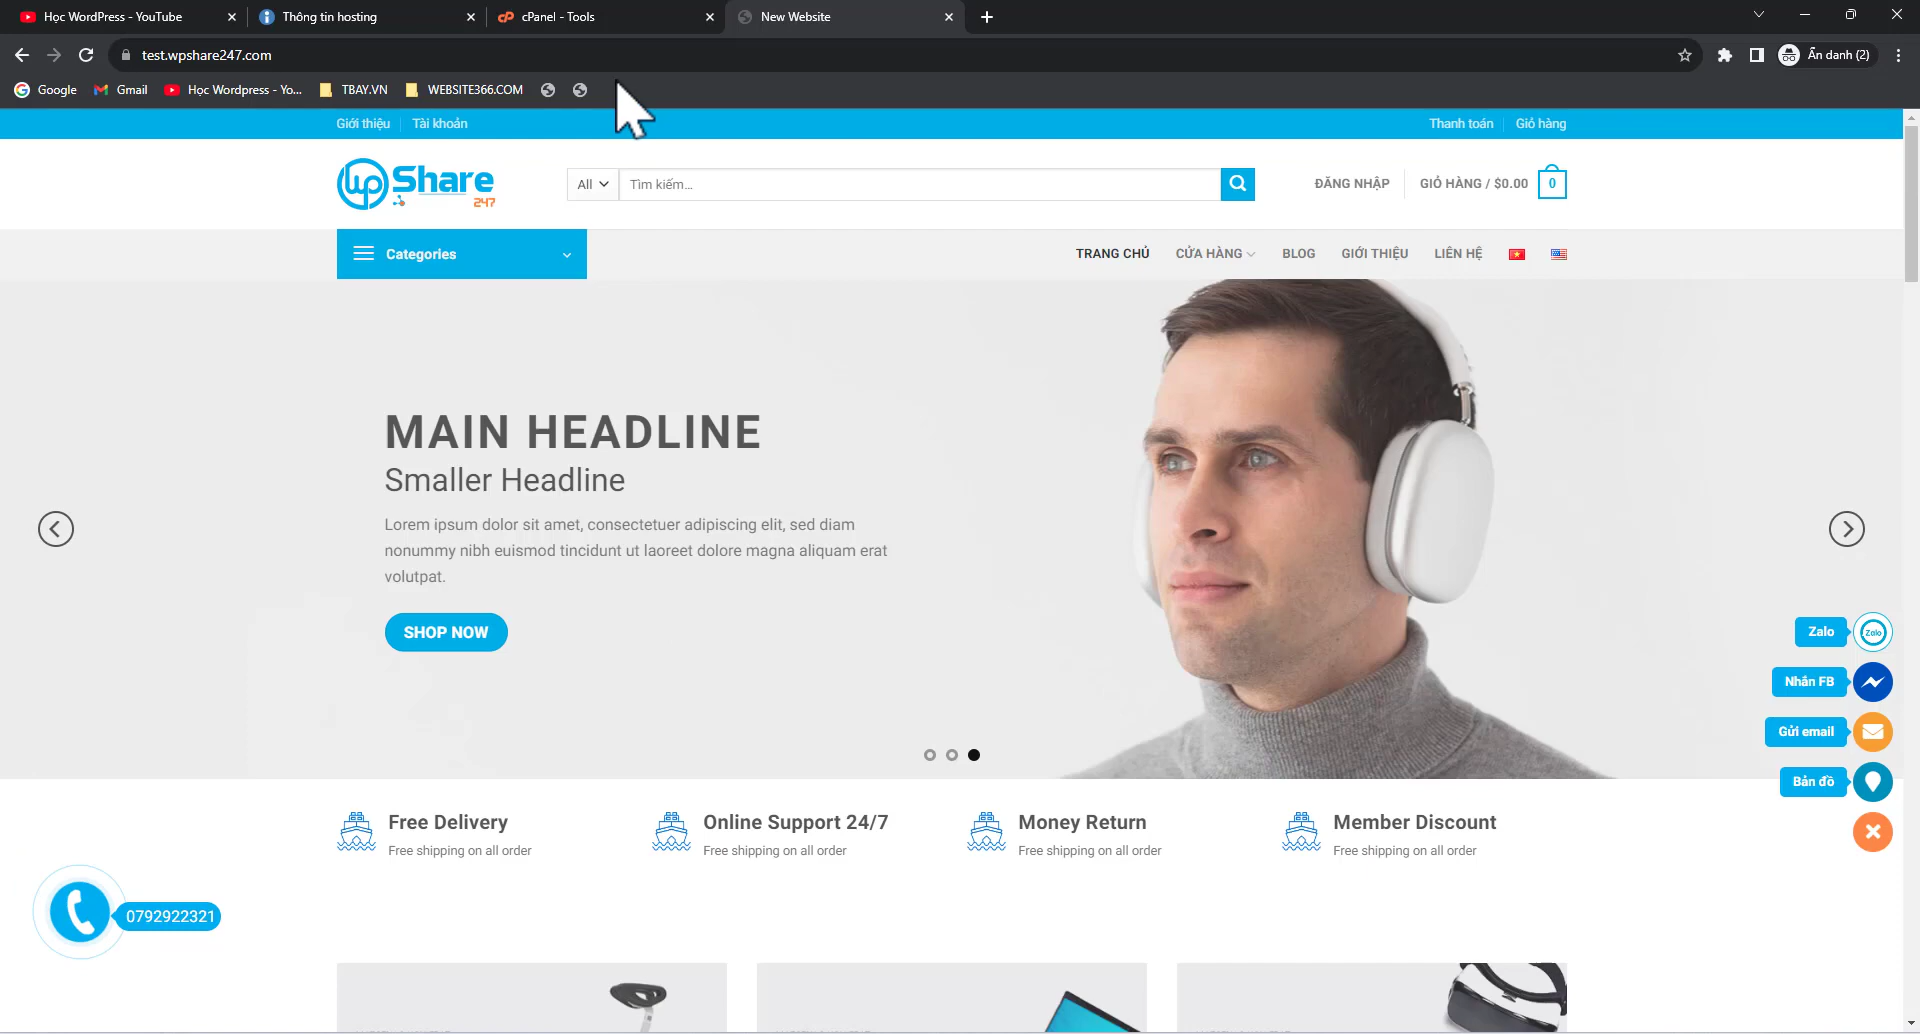 Học WordPress - YouTube
Thông tin hosting
cPanel - Tools
New Website
test.wpshare247.com
Ẩn danh (2)
Google
Gmail
Học Wordpress - Yo...
TBAY.VN
WEBSITE366.COM
Giới thiệu
Tài khoản
Thanh toán
Giỏ hàng
wp Share 247
All
Tìm kiếm...
ĐĂNG NHẬP
GIỎ HÀNG / $0.00
0
Categories
TRANG CHỦ
CỬA HÀNG
BLOG
GIỚI THIỆU
LIÊN HỆ
MAIN HEADLINE
Smaller Headline
Lorem ipsum dolor sit amet, consectetuer adipiscing elit, sed diam
nonummy nibh euismod tincidunt ut laoreet dolore magna aliquam erat
volutpat.
SHOP NOW
Zalo
Zalo
Nhắn FB
Gửi email
Bản đồ
Free Delivery
Free shipping on all order
Online Support 24/7
Free shipping on all order
Money Return
Free shipping on all order
Member Discount
Free shipping on all order
0792922321